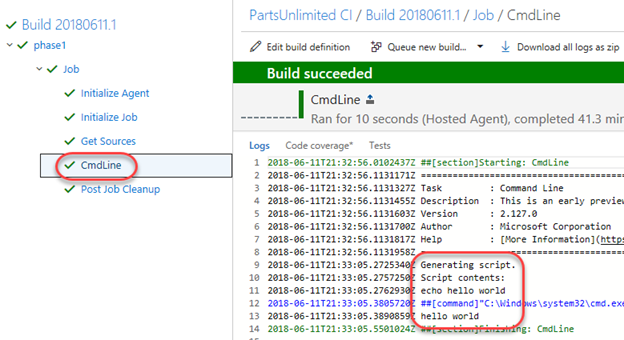 Build 20180611.1
phase1
Job
Initialize Agent
Initialize Job
Get Sources
CmdLine
Post Job Cleanup
PartsUnlimited CI / Build 20180611.1 / Job / CmdLine
Edit build definition Queue new build... Download all logs as zip
Build succeeded
CmdLine
Ran for 10 seconds (Hosted Agent), completed 41.3 min
Logs Code coverage* Tests
1 2018-06-11T21:32:56.0102437Z ##[section]Starting: CmdLine
2 2018-06-11T21:32:56.1131171Z ==============================
3 2018-06-11T21:32:56.1131327Z Task : Command Line
4 2018-06-11T21:32:56.1131455Z Description : This is an early preview
5 2018-06-11T21:32:56.1131603Z Version : 2.127.0
6 2018-06-11T21:32:56.1131700Z Author : Microsoft Corporation
7 2018-06-11T21:32:56.1131817Z Help : [More Information](https
8 2018-06-11T21:32:56.1131958Z ==============================
9 2018-06-11T21:33:05.2725340Z Generating script.
10 2018-06-11T21:33:05.2757250Z Script contents:
11 2018-06-11T21:33:05.2762930Z echo hello world
12 2018-06-11T21:33:05.3805720Z ##[command]"C:\Windows\system32\cmd.exe
13 2018-06-11T21:33:05.3890859Z hello world
14 2018-06-11T21:33:05.5501024Z ##[section]Finishing: CmdLine